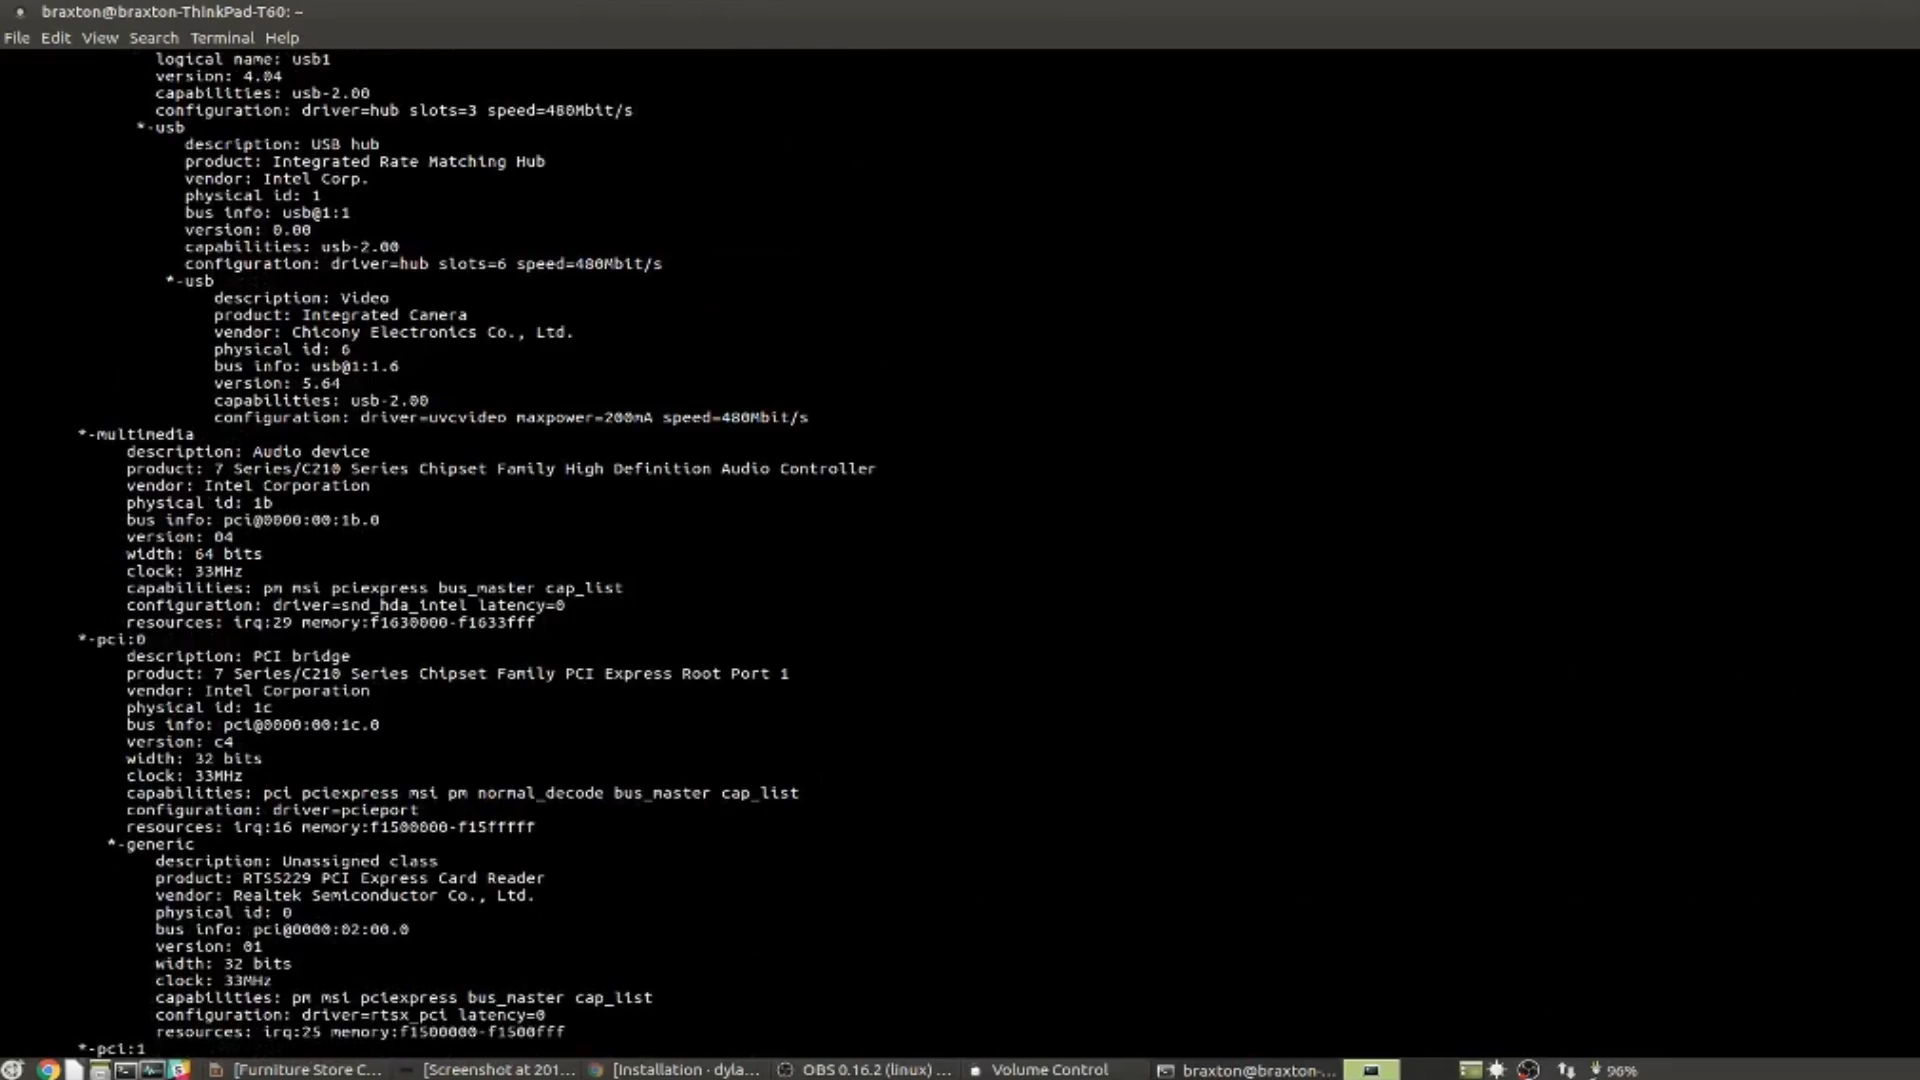 braxton@braxton-ThinkPad-T60: ~
File Edit View Search Terminal Help
logical name: usb1
version: 4.04
capabilities: usb-2.00
configuration: driver=hub slots=3 speed=480Mbit/s
*-usb
description: USB hub
product: Integrated Rate Matching Hub
vendor: Intel Corp.
physical id: 1
bus info: usb@1:1
version: 0.00
capabilities: usb-2.00
configuration: driver=hub slots=6 speed=480Mbit/s
*-usb
description: Video
product: Integrated Camera
vendor: Chicony Electronics Co., Ltd.
physical id: 6
bus info: usb@1:1.6
version: 5.64
capabilities: usb-2.00
configuration: driver=uvcvideo maxpower=200mA speed=480Mbit/s
*-multimedia
description: Audio device
product: 7 Series/C210 Series Chipset Family High Definition Audio Controller
vendor: Intel Corporation
physical id: 1b
bus info: pci@0000:00:1b.0
version: 04
width: 64 bits
clock: 33MHz
capabilities: pm msi pciexpress bus_master cap_list
configuration: driver=snd_hda_intel latency=0
resources: irq:29 memory:f1630000-f1633fff
*-pci:0
description: PCI bridge
product: 7 Series/C210 Series Chipset Family PCI Express Root Port 1
vendor: Intel Corporation
physical id: 1c
bus info: pci@0000:00:1c.0
version: c4
width: 32 bits
clock: 33MHz
capabilities: pci pciexpress msi pm normal_decode bus_master cap_list
configuration: driver=pcieport
resources: irq:16 memory:f1500000-f15fffff
*-generic
description: Unassigned class
product: RTS5229 PCI Express Card Reader
vendor: Realtek Semiconductor Co., Ltd.
physical id: 0
bus info: pci@0000:02:00.0
version: 01
width: 32 bits
clock: 33MHz
capabilities: pm msi pciexpress bus_master cap_list
configuration: driver=rtsx_pci latency=0
resources: irq:25 memory:f1500000-f1500fff
*-pci:1
[Furniture Store C... [Screenshot at 201... [Installation · dyla... OBS 0.16.2 (linux) ... Volume Control braxton@braxton-... 96%